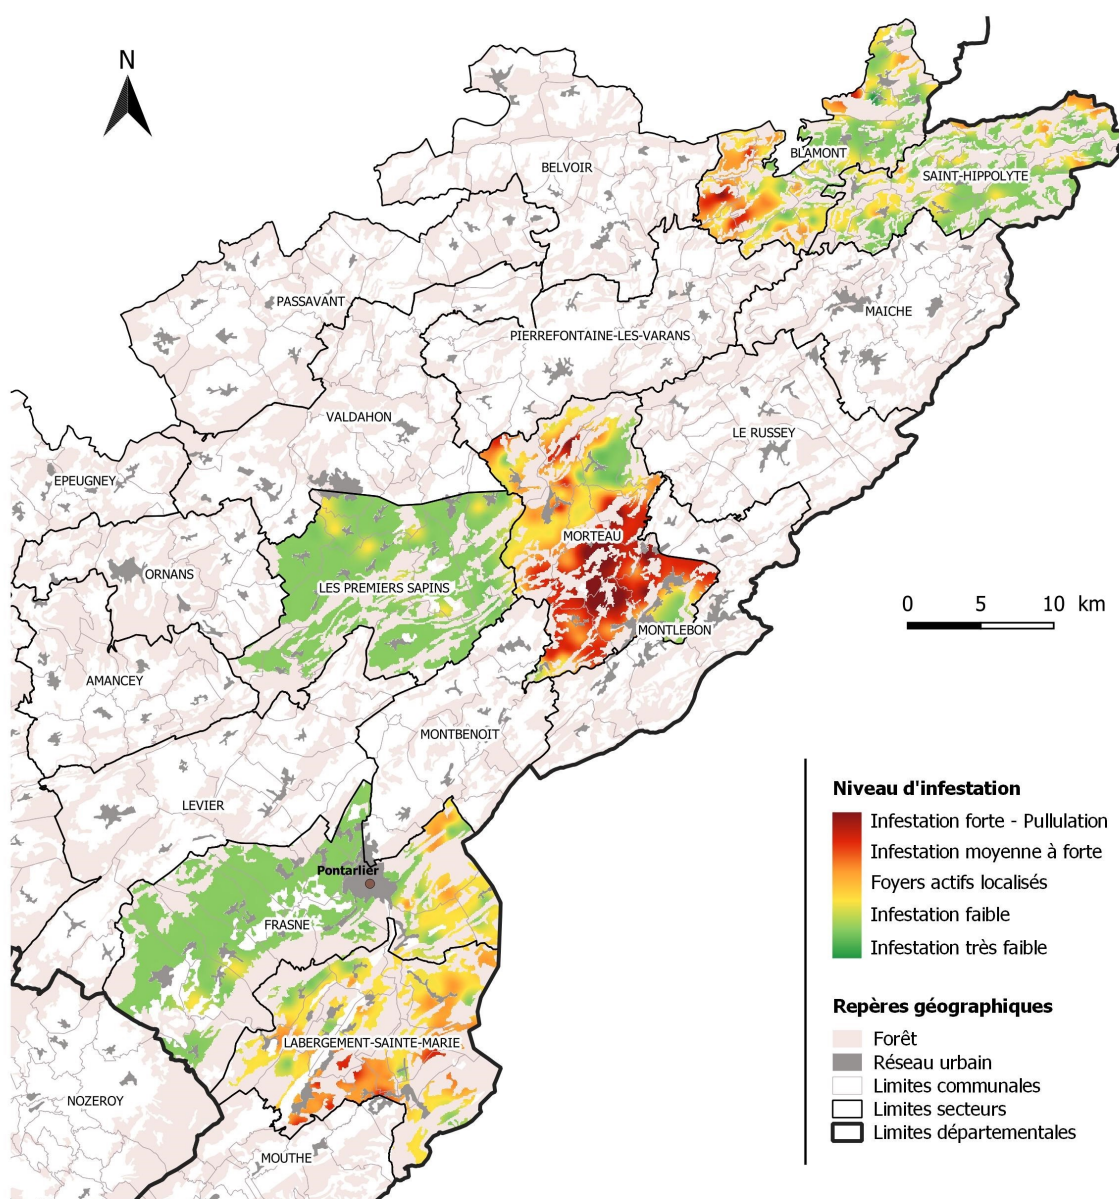 N
BELVOIR
BLAMONT
SAINT-HIPPOLYTE
PASSAVANT
PIERREFONTAINE-LES-VARANS
MAICHE
VALDAHON
LE RUSSEY
EPEUGNEY
MORTEAU
ORNANS
LES PREMIERS SAPINS
0 5 10 km
MONTLEBON
AMANCEY
MONTBENOIT
LEVIER
Pontarlier
FRASNE
LABERGEMENT-SAINTE-MARIE
NOZEROY
MOUTHE
Niveau d'infestation
Infestation forte - Pullulation
Infestation moyenne à forte
Foyers actifs localisés
Infestation faible
Infestation très faible
Repères géographiques
Forêt
Réseau urbain
Limites communales
Limites secteurs
Limites départementales